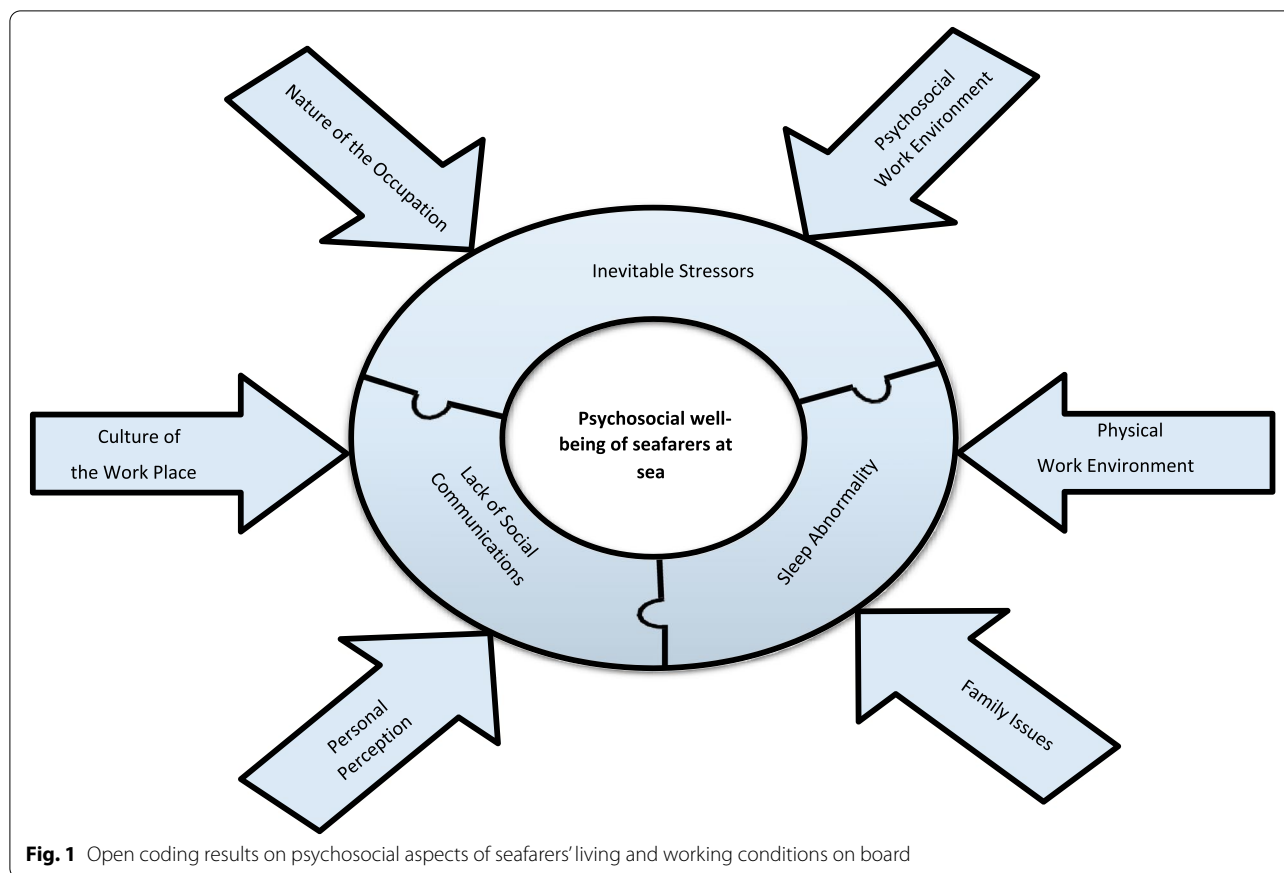 Nature of the Occupation
Psychosocial
Work Environment
Inevitable Stressors
Culture of
the Work Place
Psychosocial well-
being of seafarers at
sea
Physical
Work Environment
Lack of Social
Communications
Sleep Abnormality
Personal
Perception
Family Issues
Fig. 1 Open coding results on psychosocial aspects of seafarers' living and working conditions on board